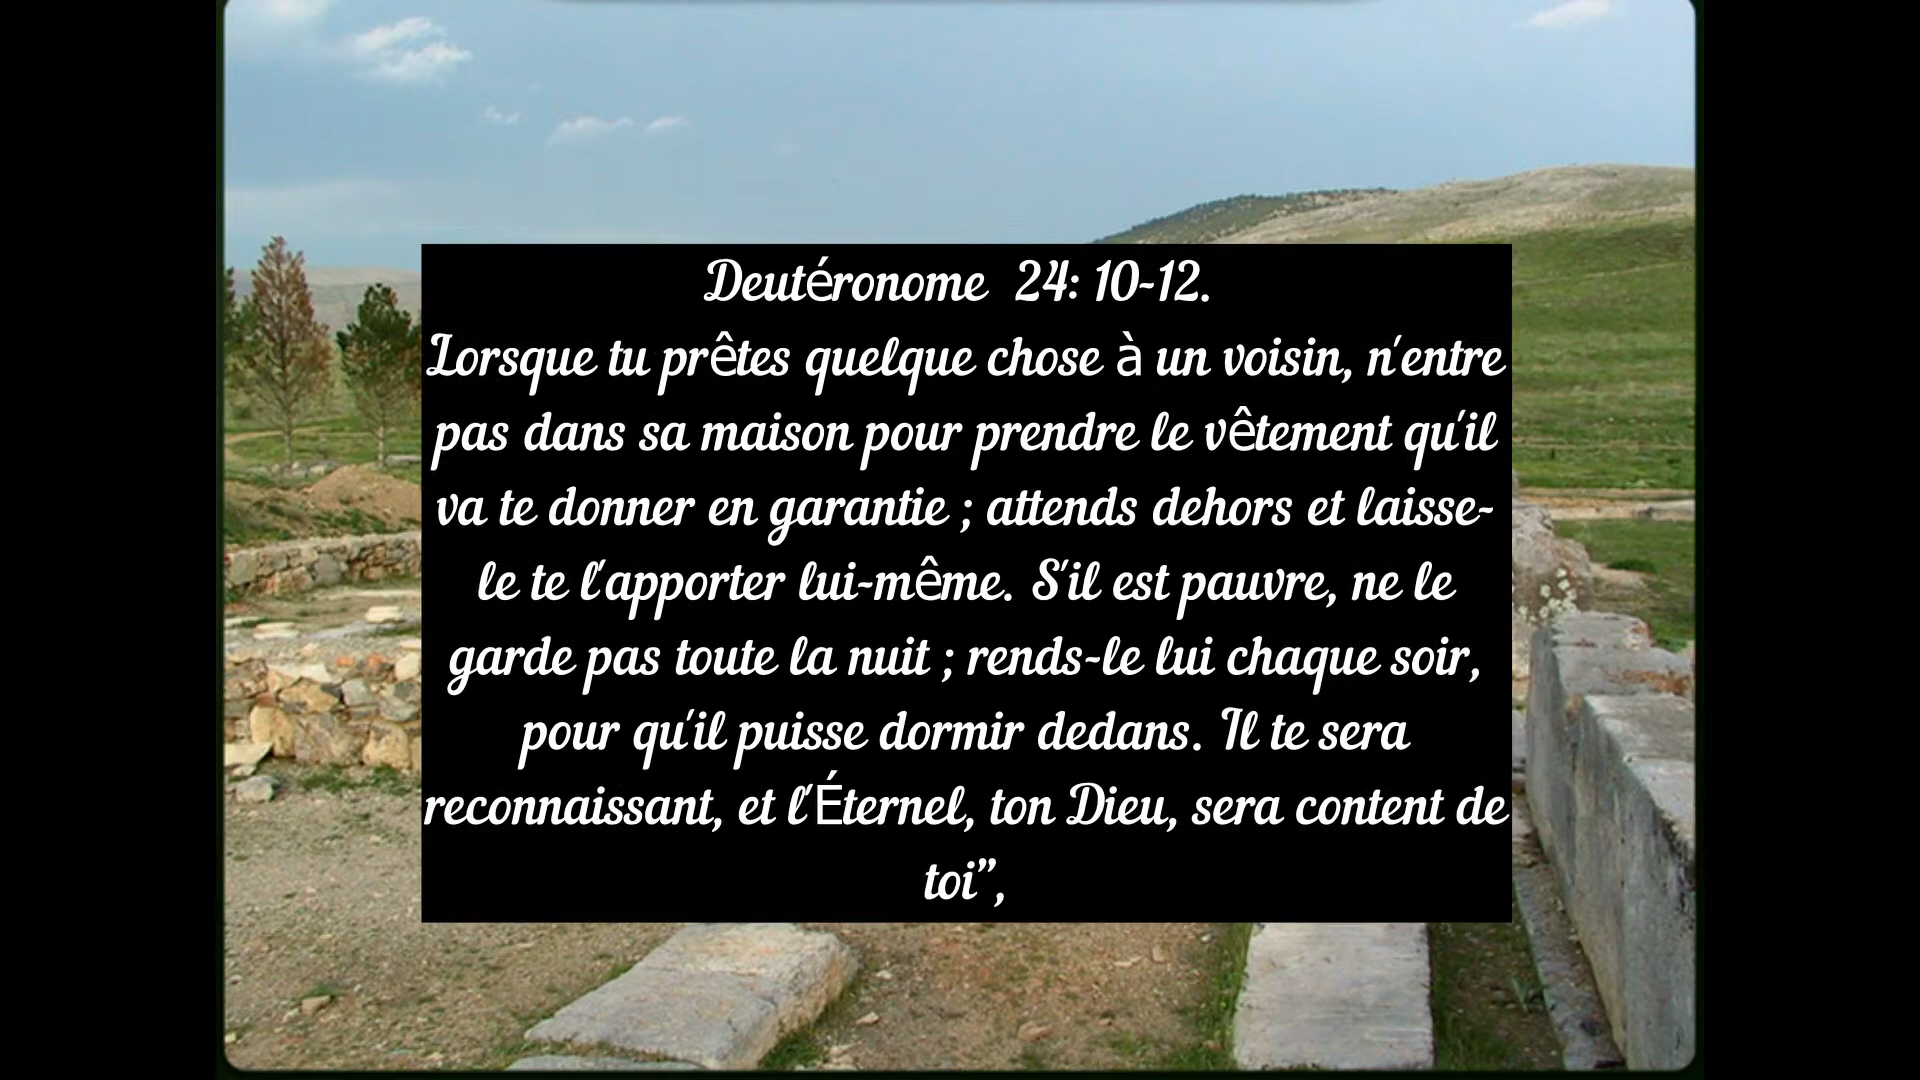 Deutéronome  24: 10-12.
Lorsque tu prêtes quelque chose à un voisin, n'entre
pas dans sa maison pour prendre le vêtement qu'il
va te donner en garantie ; attends dehors et laisse-
le te l'apporter lui-même. S'il est pauvre, ne le
garde pas toute la nuit ; rends-le lui chaque soir,
pour qu'il puisse dormir dedans. Il te sera
reconnaissant, et l'Éternel, ton Dieu, sera content de
toi”,